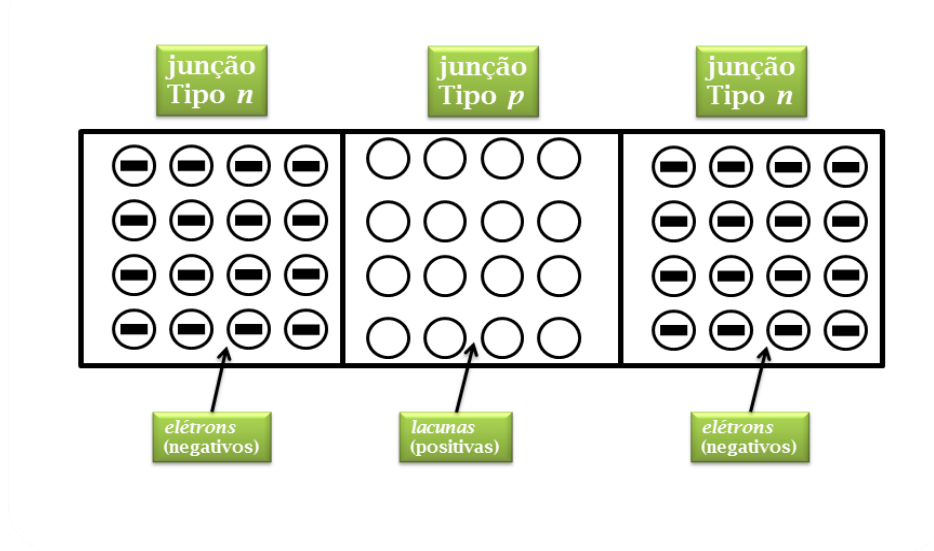 junção
Tipo n
junção
Tipo p
junção
Tipo n
elétrons
(negativos)
lacunas
(positivas)
elétrons
(negativos)